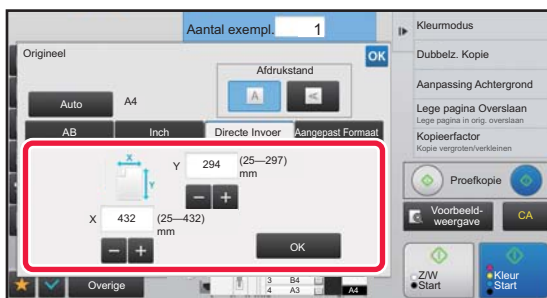 Aantal exempl. 1
Origineel
OK
Afdrukstand
Auto
A4
A
A
AB
Inch
Directe Invoer
Aangepast Formaat
X
Y
Y 294 (25—297)
mm
X 432 (25—432)
mm
OK
Overige
3 B4
4 A3
A4
Kleurmodus
Dubbelz. Kopie
Aanpassing Achtergrond
Lege pagina Overslaan
Lege pagina in orig. overslaan
Kopieerfactor
Kopie vergroten/verkleinen
Proefkopie
Voorbeeld-
weergave
CA
Z/W
Start
Kleur
Start